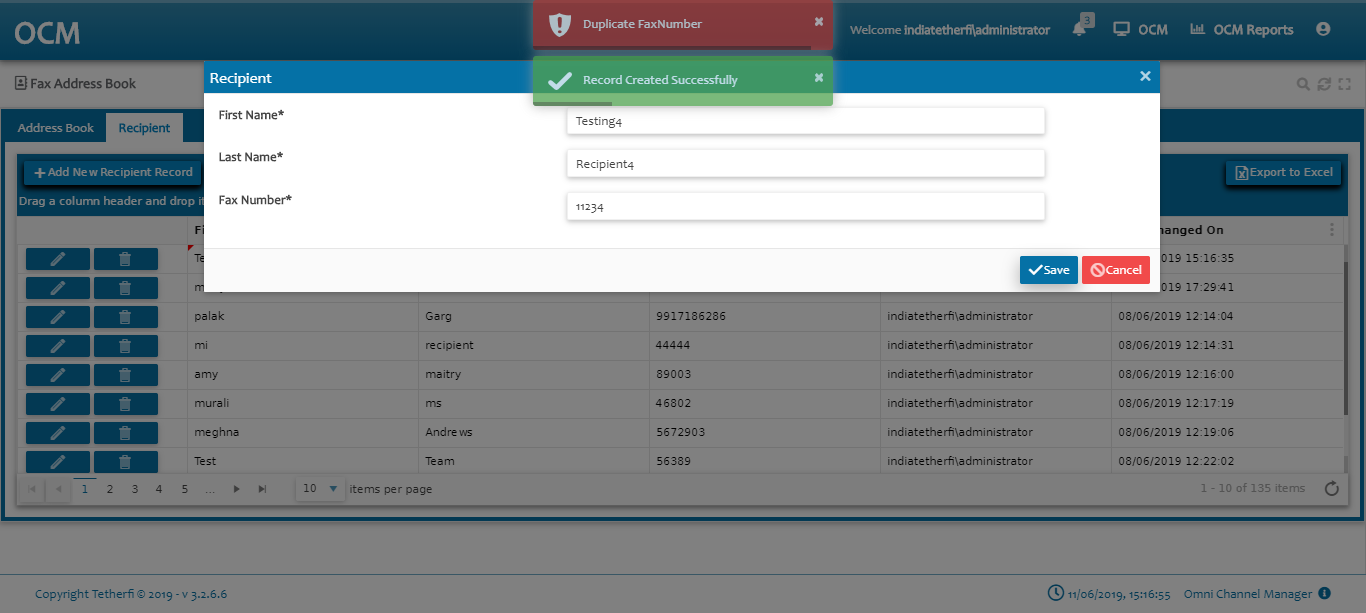 OCM
Duplicate FaxNumber
Welcome indiatetherfi\administrator
3
OCM
OCM Reports
Record Created Successfully
Fax Address Book
Recipient
First Name*
Testing4
Last Name*
Recipient4
Fax Number*
11234
Save
Cancel
Address Book
Recipient
Add New Recipient Record
Export to Excel
Drag a column header and drop it
hanged On
2019 15:16:35
2019 17:29:41
palak Garg 9917186286 indiatetherfi\administrator 08/06/2019 12:14:04
mi recipient 44444 indiatetherfi\administrator 08/06/2019 12:14:31
amy maitry 89003 indiatetherfi\administrator 08/06/2019 12:16:00
murali ms 46802 indiatetherfi\administrator 08/06/2019 12:17:19
meghna Andrews 5672903 indiatetherfi\administrator 08/06/2019 12:19:06
Test Team 56389 indiatetherfi\administrator 08/06/2019 12:22:02
1 2 3 4 5 ... 10 items per page 1 - 10 of 135 items
Copyright Tetherfi © 2019 - v 3.2.6.6
11/06/2019, 15:16:55 Omni Channel Manager